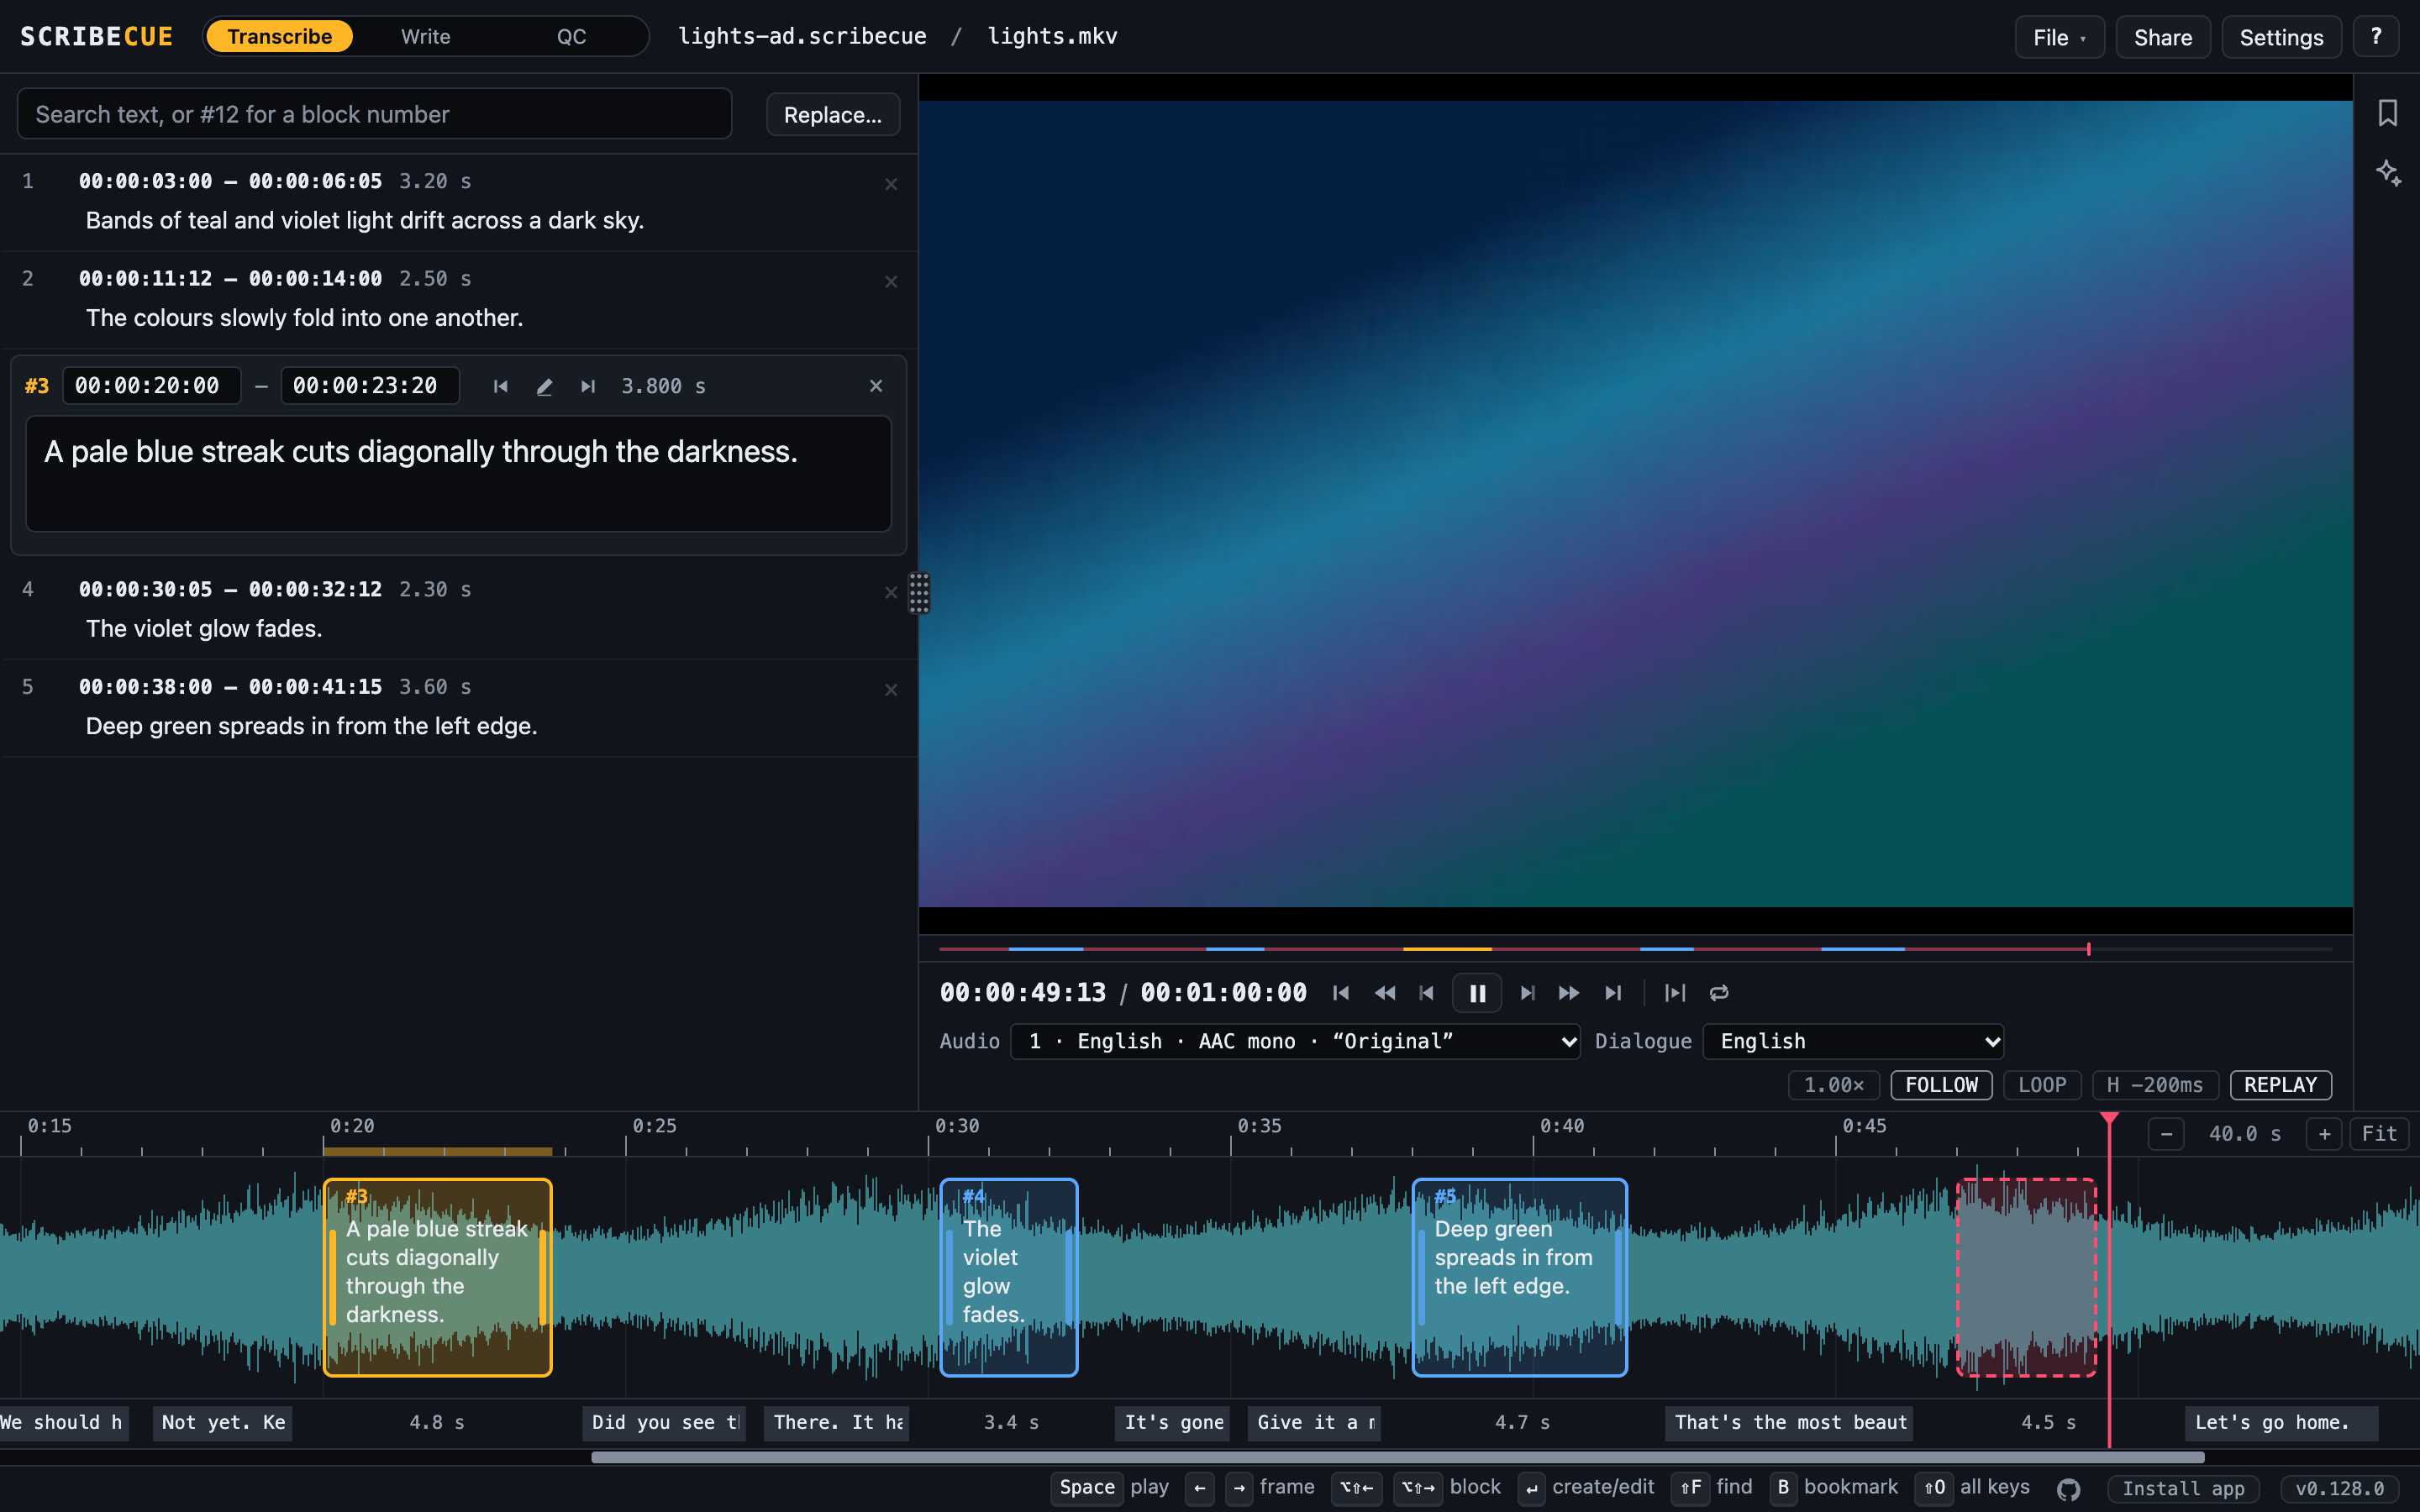 SCRIBECUE Transcribe Write QC lights-ad.scribecue / lights.mkv File Share Settings ?
Search text, or #12 for a block number Replace...
1 00:00:03:00 – 00:00:06:05 3.20 s
Bands of teal and violet light drift across a dark sky.
2 00:00:11:12 – 00:00:14:00 2.50 s
The colours slowly fold into one another.
#3 00:00:20:00 – 00:00:23:20 3.800 s
A pale blue streak cuts diagonally through the darkness.
4 00:00:30:05 – 00:00:32:12 2.30 s
The violet glow fades.
5 00:00:38:00 – 00:00:41:15 3.60 s
Deep green spreads in from the left edge.
00:00:49:13 / 00:01:00:00
Audio 1 · English · AAC mono · “Original” Dialogue English
1.00× FOLLOW LOOP H −200ms REPLAY
0:15 0:20 0:25 0:30 0:35 0:40 0:45 − 40.0 s + Fit
#3
A pale blue streak
cuts diagonally
through the
darkness.
#4
The
violet
glow
fades.
#5
Deep green
spreads in from
the left edge.
We should h Not yet. Ke 4.8 s Did you see t There. It ha 3.4 s It's gone Give it a 4.7 s That's the most beaut 4.5 s Let's go home.
Space play ← → frame ⌥⇧← ⌥⇧→ block ↵ create/edit ⇧F find B bookmark ⇧O all keys Install app v0.128.0